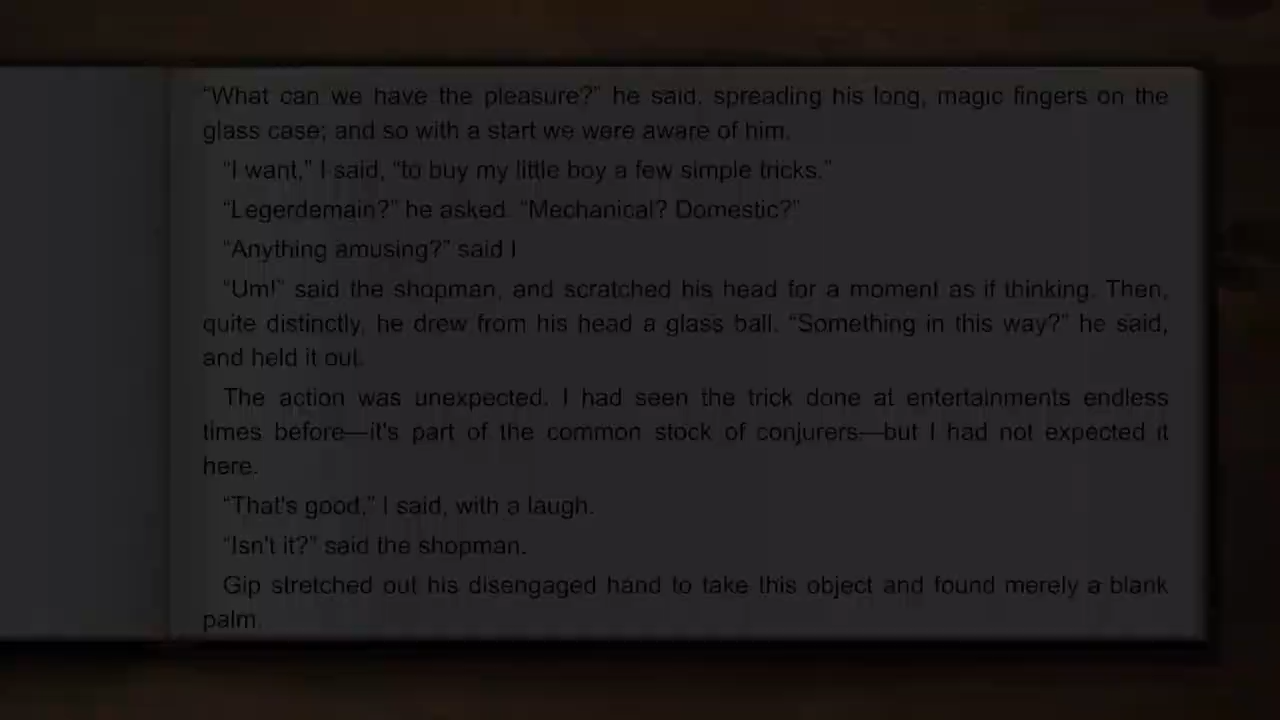 “What can we have the pleasure?” he said, spreading his long, magic fingers on the
glass case; and so with a start we were aware of him.
“I want,” I said, “to buy my little boy a few simple tricks.”
“Legerdemain?” he asked. “Mechanical? Domestic?”
“Anything amusing?” said I
“Um!” said the shopman, and scratched his head for a moment as if thinking. Then,
quite distinctly, he drew from his head a glass ball. “Something in this way?” he said,
and held it out.
The action was unexpected. I had seen the trick done at entertainments endless
times before—it's part of the common stock of conjurers—but I had not expected it
here.
“That's good,” I said, with a laugh.
“Isn't it?” said the shopman.
Gip stretched out his disengaged hand to take this object and found merely a blank
palm.